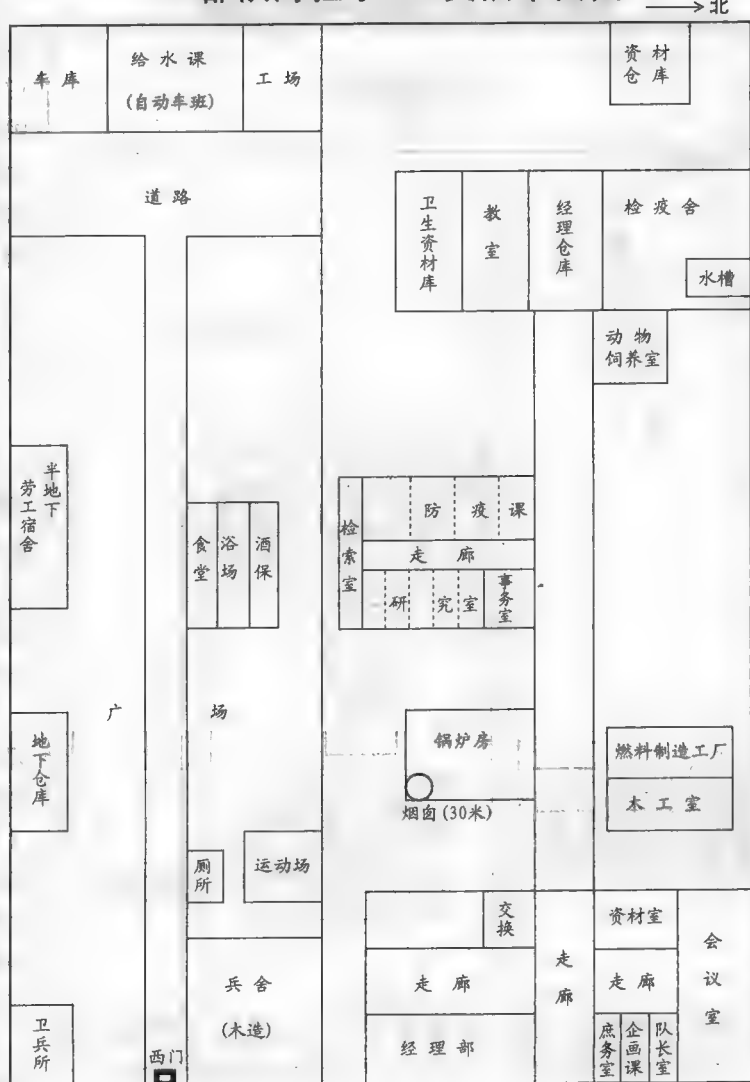 北
车库
给水课
(自动车班)
工场
资材
仓库
道路
卫生资材库
教室
经理仓库
检疫舍
水槽
动物
饲养室
半地下
劳工宿舍
食堂
浴场
酒保
检索室
防疫课
走廊
研究室
事务室
广场
地下仓库
锅炉房
烟囱(30米)
燃料制造工厂
木工室
厕所
运动场
交换
资材室
会议室
走廊
走廊
走廊
兵舍
(木造)
经理部
庶务室
企画课
队长室
卫兵所
西门